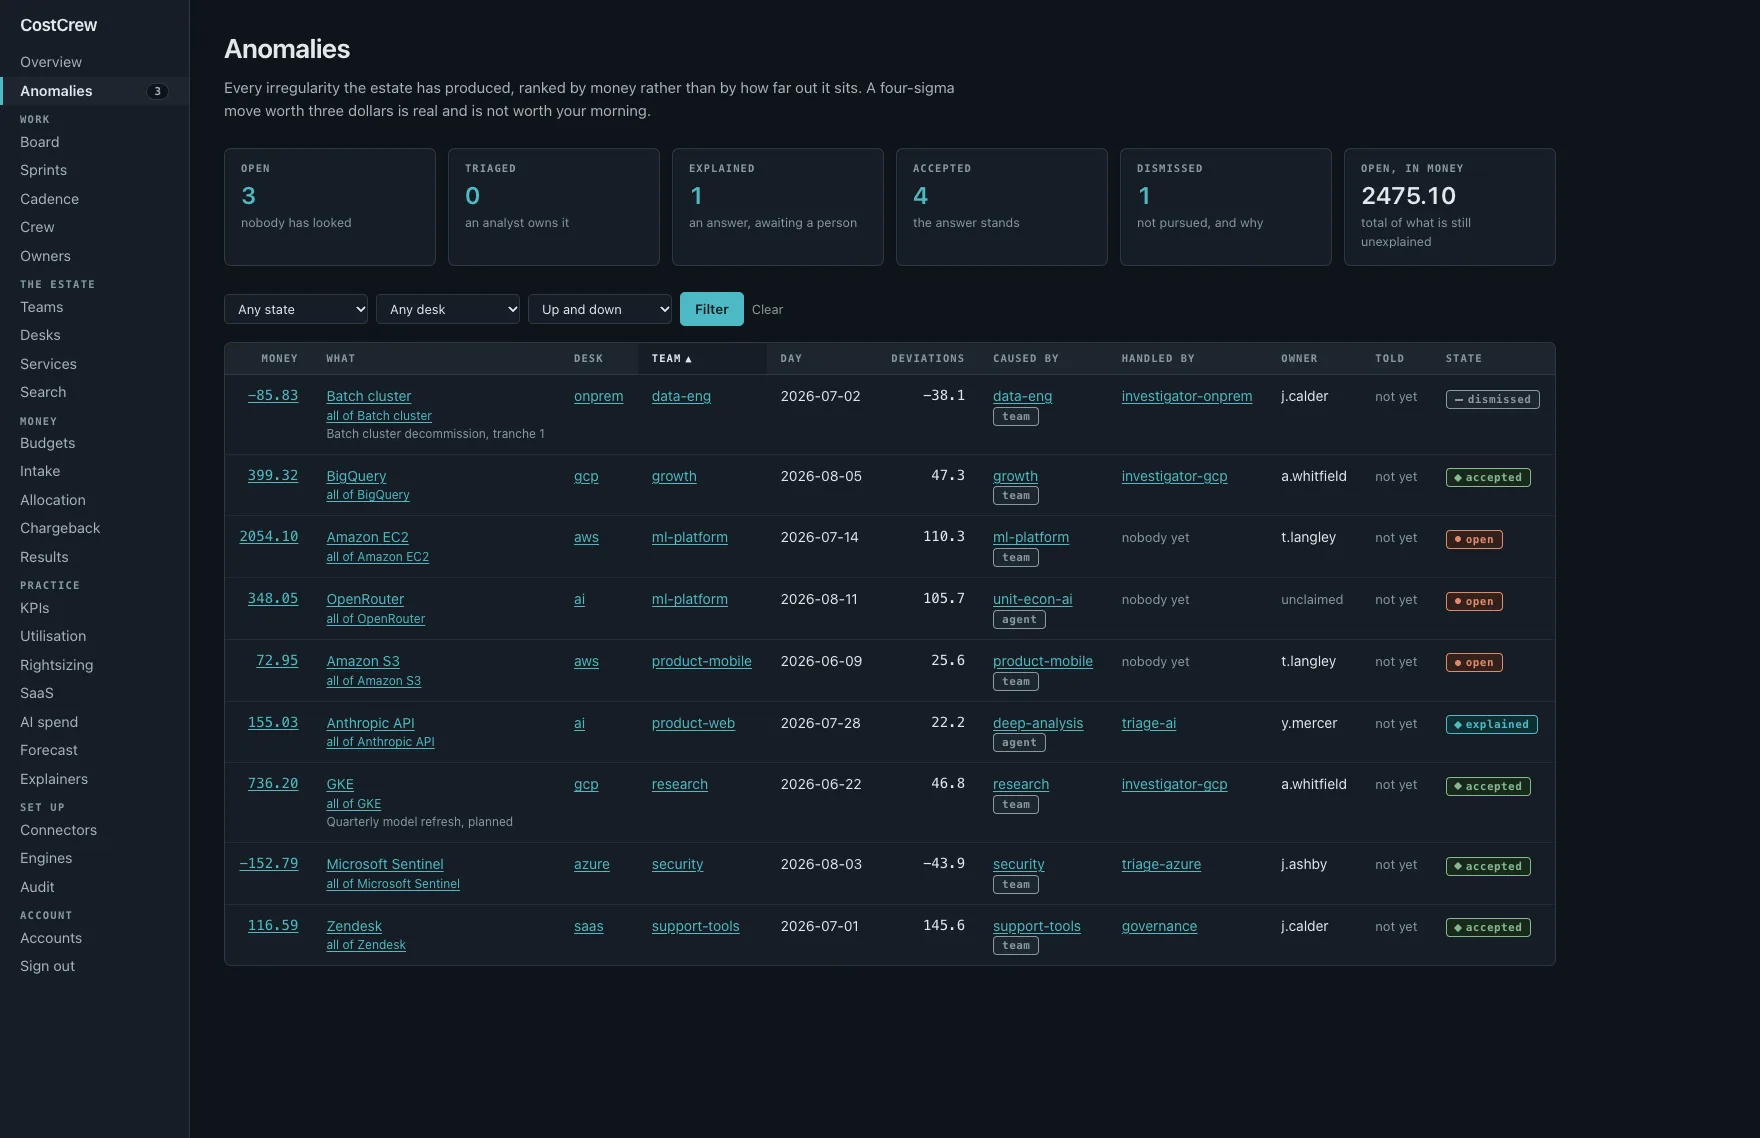 CostCrew
Overview
Anomalies 3
WORK
Board
Sprints
Cadence
Crew
Owners
THE ESTATE
Teams
Desks
Services
Search
MONEY
Budgets
Intake
Allocation
Chargeback
Results
PRACTICE
KPIs
Utilisation
Rightsizing
SaaS
AI spend
Forecast
Explainers
SET UP
Connectors
Engines
Audit
ACCOUNT
Accounts
Sign out
Anomalies
Every irregularity the estate has produced, ranked by money rather than by how far out it sits. A four-sigma
move worth three dollars is real and is not worth your morning.
OPEN
3
nobody has looked
TRIAGED
0
an analyst owns it
EXPLAINED
1
an answer, awaiting a person
ACCEPTED
4
the answer stands
DISMISSED
1
not pursued, and why
OPEN, IN MONEY
2475.10
total of what is still
unexplained
Any state Any desk Up and down Filter Clear
MONEY WHAT DESK TEAM ▲ DAY DEVIATIONS CAUSED BY HANDLED BY OWNER TOLD STATE
−85.83 Batch cluster onprem data-eng 2026-07-02 −38.1 data-eng investigator-onprem j.calder not yet dismissed
all of Batch cluster team
Batch cluster decommission, tranche 1
399.32 BigQuery gcp growth 2026-08-05 47.3 growth investigator-gcp a.whitfield not yet accepted
all of BigQuery team
2054.10 Amazon EC2 aws ml-platform 2026-07-14 110.3 ml-platform nobody yet t.langley not yet open
all of Amazon EC2 team
348.05 OpenRouter ai ml-platform 2026-08-11 105.7 unit-econ-ai nobody yet unclaimed not yet open
all of OpenRouter agent
72.95 Amazon S3 aws product-mobile 2026-06-09 25.6 product-mobile nobody yet t.langley not yet open
all of Amazon S3 team
155.03 Anthropic API ai product-web 2026-07-28 22.2 deep-analysis triage-ai y.mercer not yet explained
all of Anthropic API agent
736.20 GKE gcp research 2026-06-22 46.8 research investigator-gcp a.whitfield not yet accepted
all of GKE team
Quarterly model refresh, planned
−152.79 Microsoft Sentinel azure security 2026-08-03 −43.9 security triage-azure j.ashby not yet accepted
all of Microsoft Sentinel team
116.59 Zendesk saas support-tools 2026-07-01 145.6 support-tools governance j.calder not yet accepted
all of Zendesk team